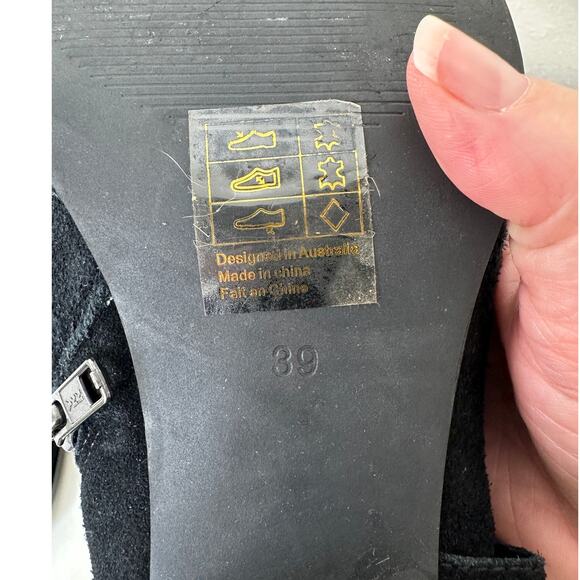 Designed in Australia
Made in china
Fait en Chine
39